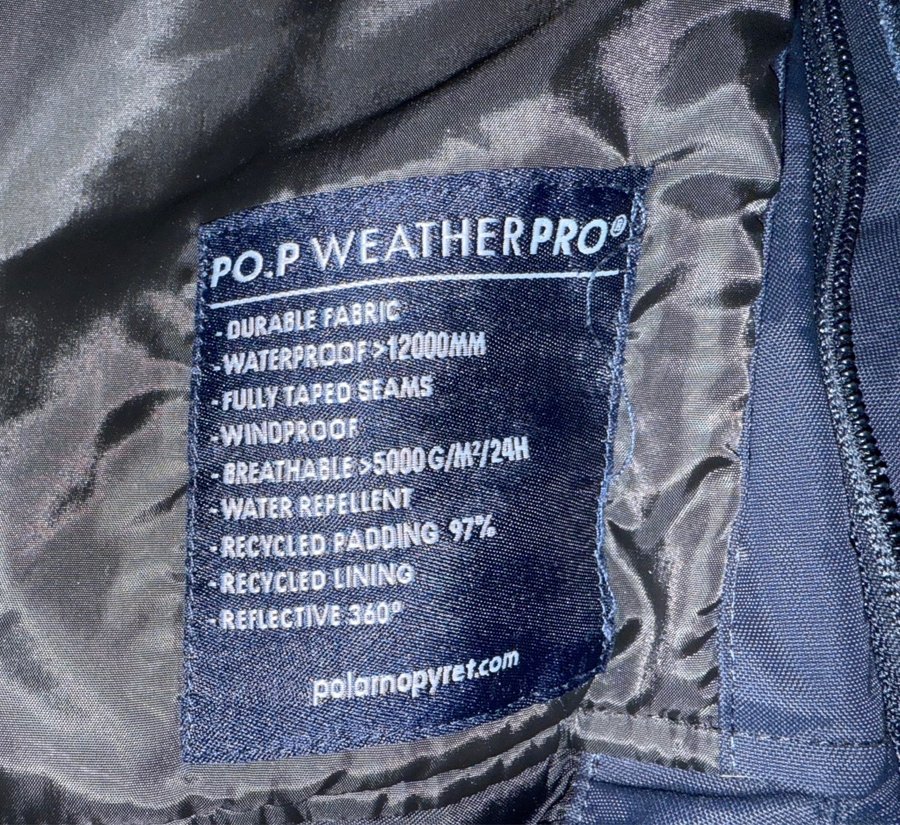 PO.P WEATHERPRO®
- DURABLE FABRIC
- WATERPROOF >12000MM
- FULLY TAPED SEAMS
- WINDPROOF
- BREATHABLE >5000 G/M²/24H
- WATER REPELLENT
- RECYCLED PADDING 97%
- RECYCLED LINING
- REFLECTIVE 360°
polarnopyret.com